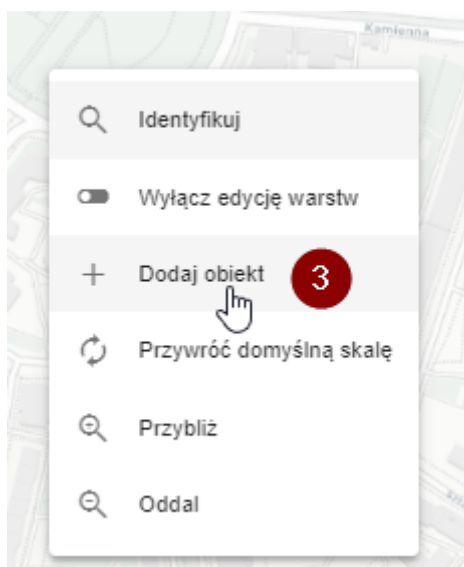 Kamienna
Identyfikuj
Wyłącz edycję warstw
Dodaj obiekt 3
Przywróć domyślną skalę
Przybliż
Oddal